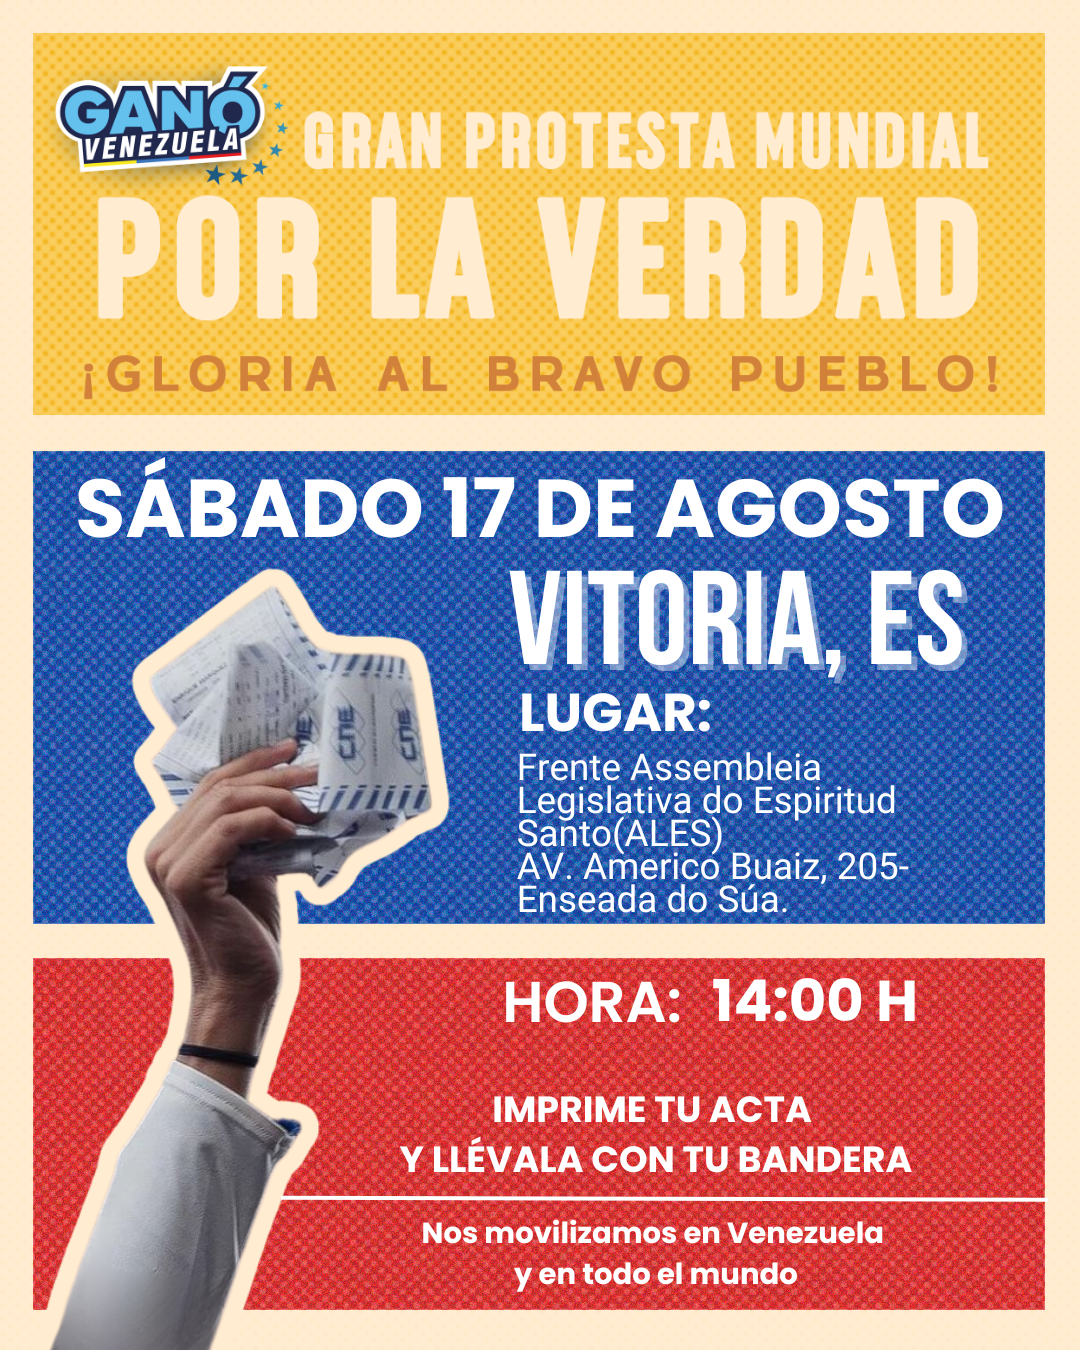 GANÓ
VENEZUELA
GRAN PROTESTA MUNDIAL
POR LA VERDAD
¡GLORIA AL BRAVO PUEBLO!
SÁBADO 17 DE AGOSTO
VITORIA, ES
LUGAR:
Frente Assembleia
Legislativa do Espiritud
Santo(ALES)
AV. Americo Buaiz, 205-
Enseada do Súa.
CNE
CNE
HORA: 14:00 H
IMPRIME TU ACTA
Y LLÉVALA CON TU BANDERA
Nos movilizamos en Venezuela
y en todo el mundo